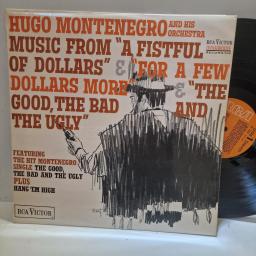 HUGO MONTENEGRO AND HIS ORCHESTRA
MUSIC FROM "A FISTFUL
OF DOLLARS" & "FOR A FEW
DOLLARS MORE" & "THE
GOOD, THE BAD AND
THE UGLY"
RCA VICTOR
FEATURING
THE HIT MONTENEGRO
SINGLE THE GOOD,
THE BAD AND THE UGLY
PLUS
HANG 'EM HIGH
RCA VICTOR
RCA